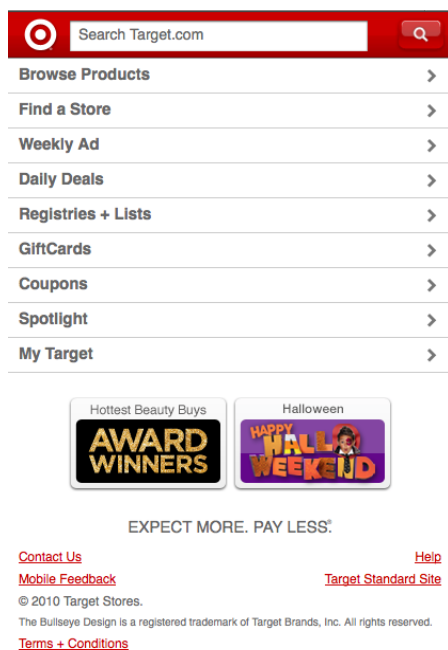 Search Target.com
Browse Products
Find a Store
Weekly Ad
Daily Deals
Registries + Lists
GiftCards
Coupons
Spotlight
My Target
Hottest Beauty Buys
AWARD
WINNERS
Halloween
HAPPY
HALLO
WEEKEND
EXPECT MORE. PAY LESS.®
Contact Us
Help
Mobile Feedback
Target Standard Site
© 2010 Target Stores.
The Bullseye Design is a registered trademark of Target Brands, Inc. All rights reserved.
Terms + Conditions